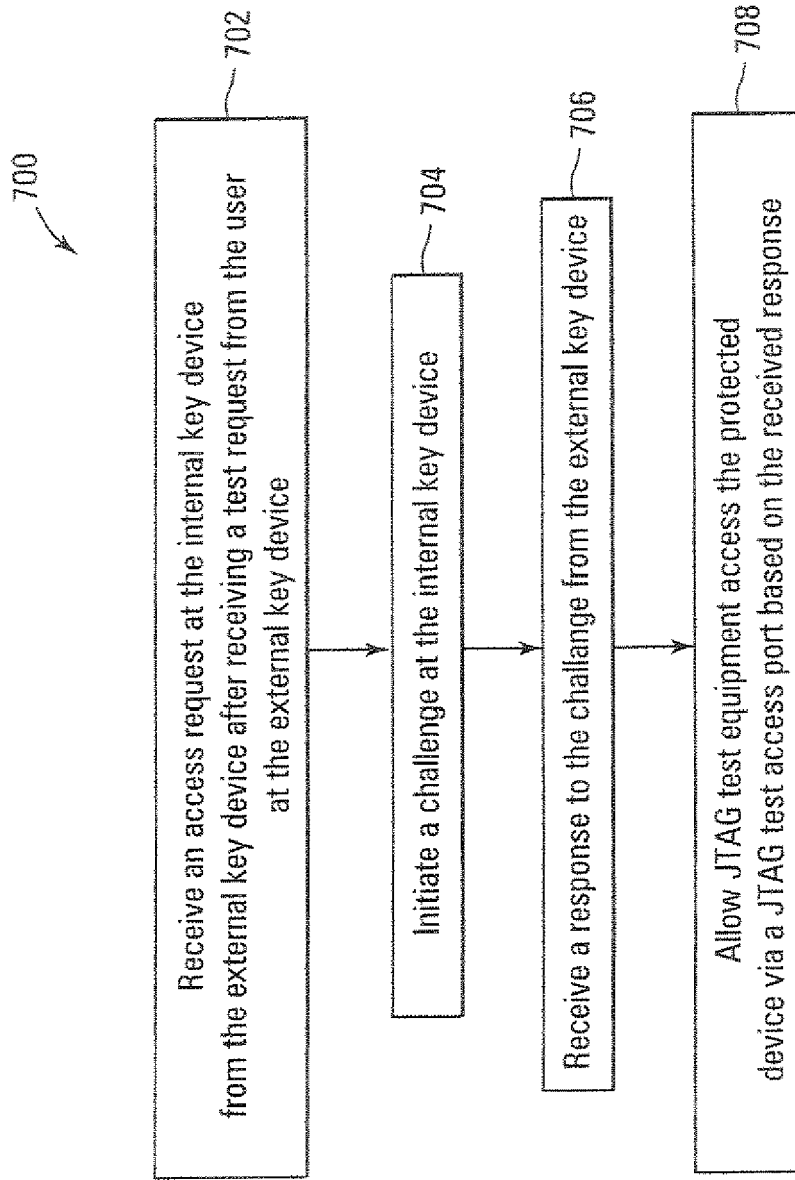 700
Receive an access request at the internal key device
from the external key device after receiving a test request from the user
at the external key device
702
Initiate a challenge at the internal key device
704
Receive a response to the challange from the external key device
706
Allow JTAG test equipment access the protected
device via a JTAG test access port based on the received response
708